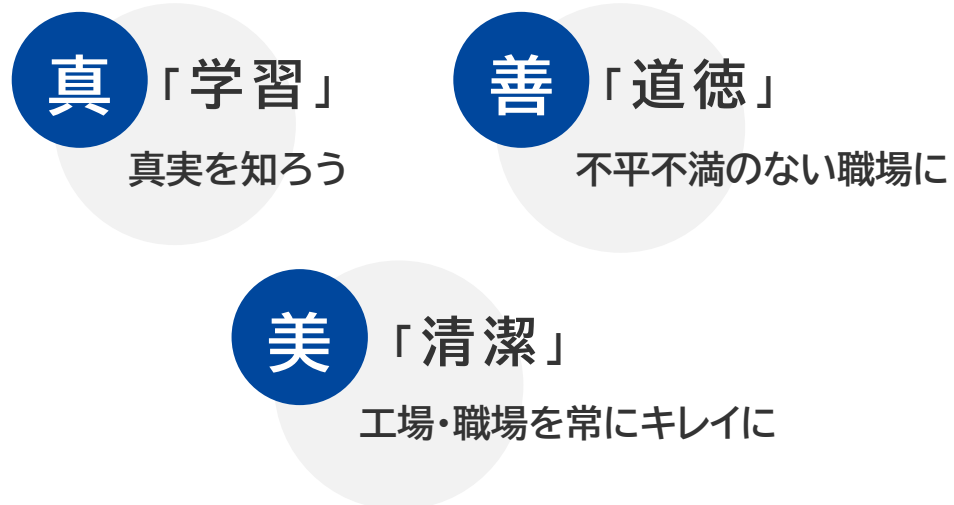 真「学習」
真実を知ろう
善「道徳」
不平不満のない職場に
美「清潔」
工場・職場を常にキレイに